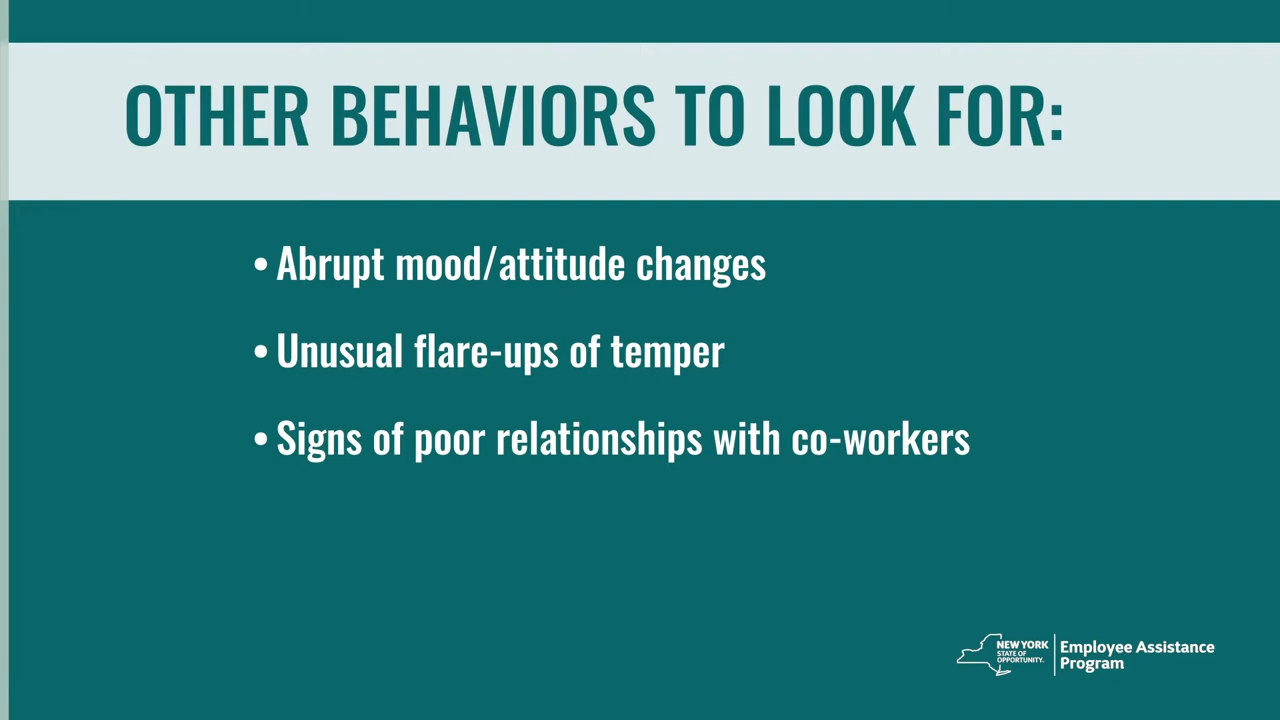 OTHER BEHAVIORS TO LOOK FOR:
• Abrupt mood/attitude changes
• Unusual flare-ups of temper
• Signs of poor relationships with co-workers
NEW YORK
STATE OF
OPPORTUNITY.
Employee Assistance
Program